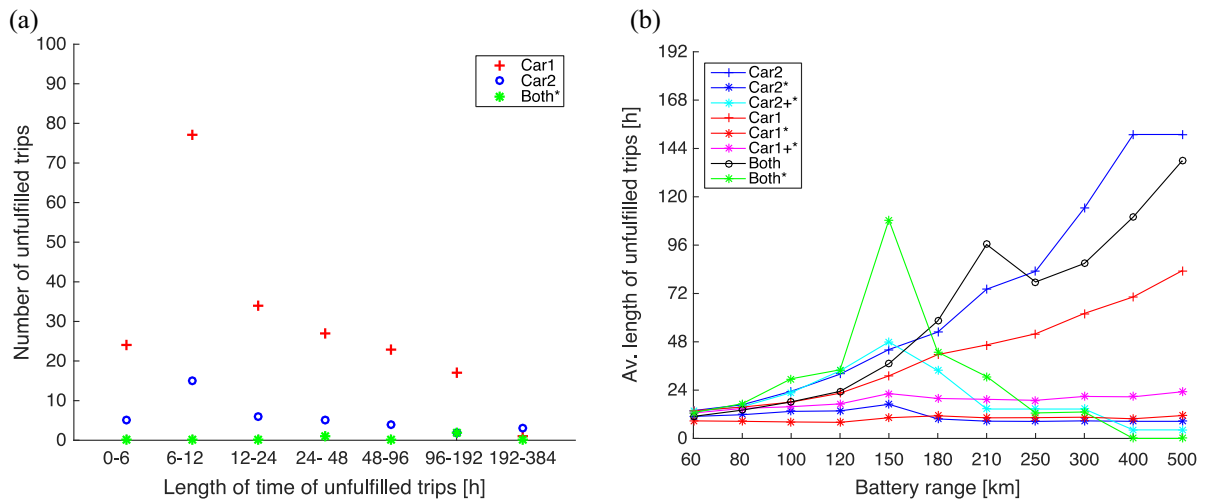 (a)
100
90
80
70
60
50
40
30
20
10
0
Number of unfulfilled trips
Car1
Car2
Both*
0-6 6-12 12-24 24- 48 48-96 96-192 192-384
Length of time of unfulfilled trips [h]
(b)
192
168
144
120
96
72
48
24
0
Av. length of unfulfilled trips [h]
Car2
Car2*
Car2+*
Car1
Car1*
Car1+*
Both
Both*
60 80 100 120 150 180 210 250 300 400 500
Battery range [km]